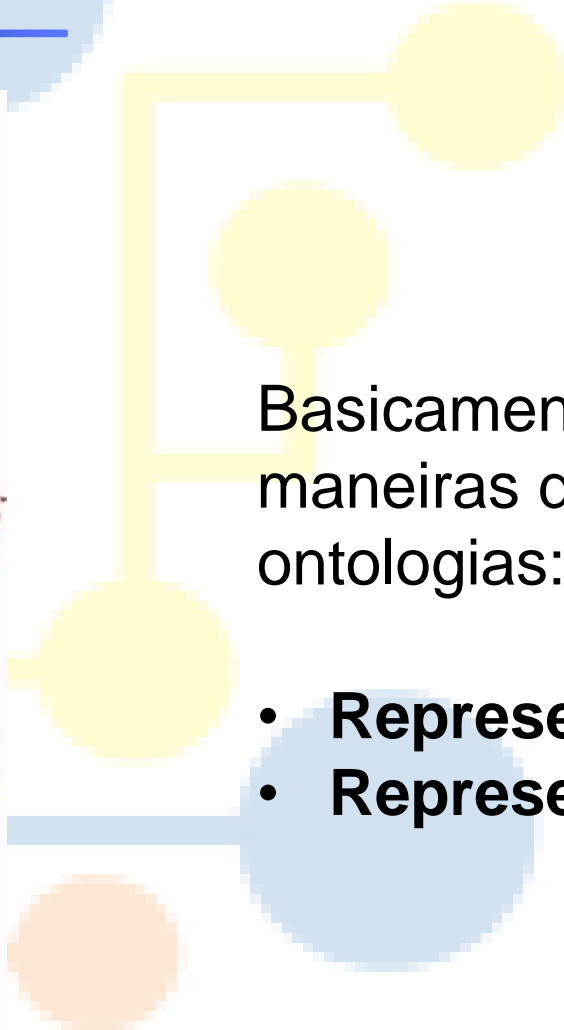 Basicamen
maneiras
ontologias:
• Represe
• Represe